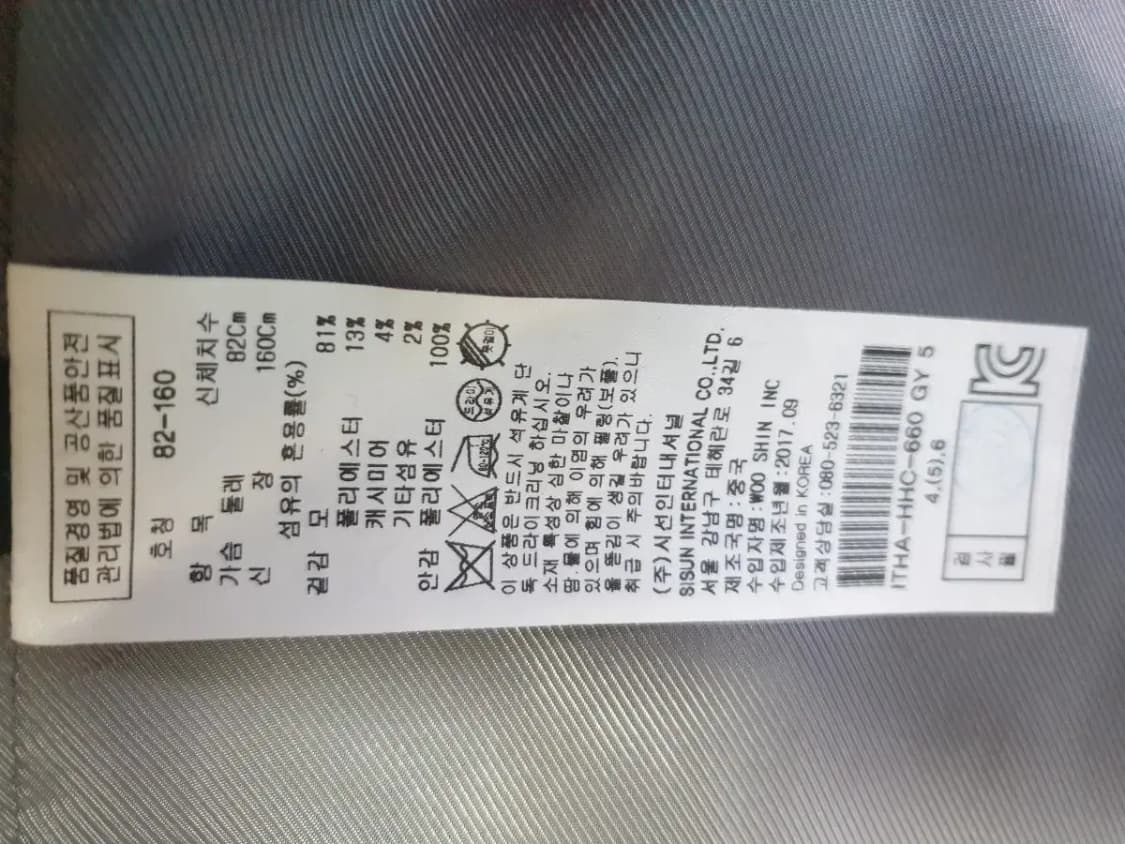 품질경영 및 공산품안전
관리법에 의한 품질표시
호칭 82-160
항 목 신체치수
가슴 둘레 82Cm
신 장 160Cm
섬유의 혼용률(%)
겉감 모 81%
폴리에스터 13%
캐시미어 4%
기타섬유 2%
안감 폴리에스터 100%
드라이
석유계
이 상품은 반드시 석유계 단
독 드라이 크리닝 하십시오.
소재 특성상 심한 마찰이나
땀.물에 의해 이염의 우려가
있으며 힘에 의해 필링(보풀),
올 뜯김이 생길 우려가 있으니
취급 시 주의바랍니다.
(주)시선인터내셔널
SISUN INTERNATIONAL CO.,LTD.
서울 강남구 테헤란로 34길 6
제조국명:중국
수입자명:WOO SHIN INC
수입제조년월:2017.09
Designed in KOREA
고객상담실:080-523-6321
ITHA-HHC-660 GY 5
4,(5),6
KC